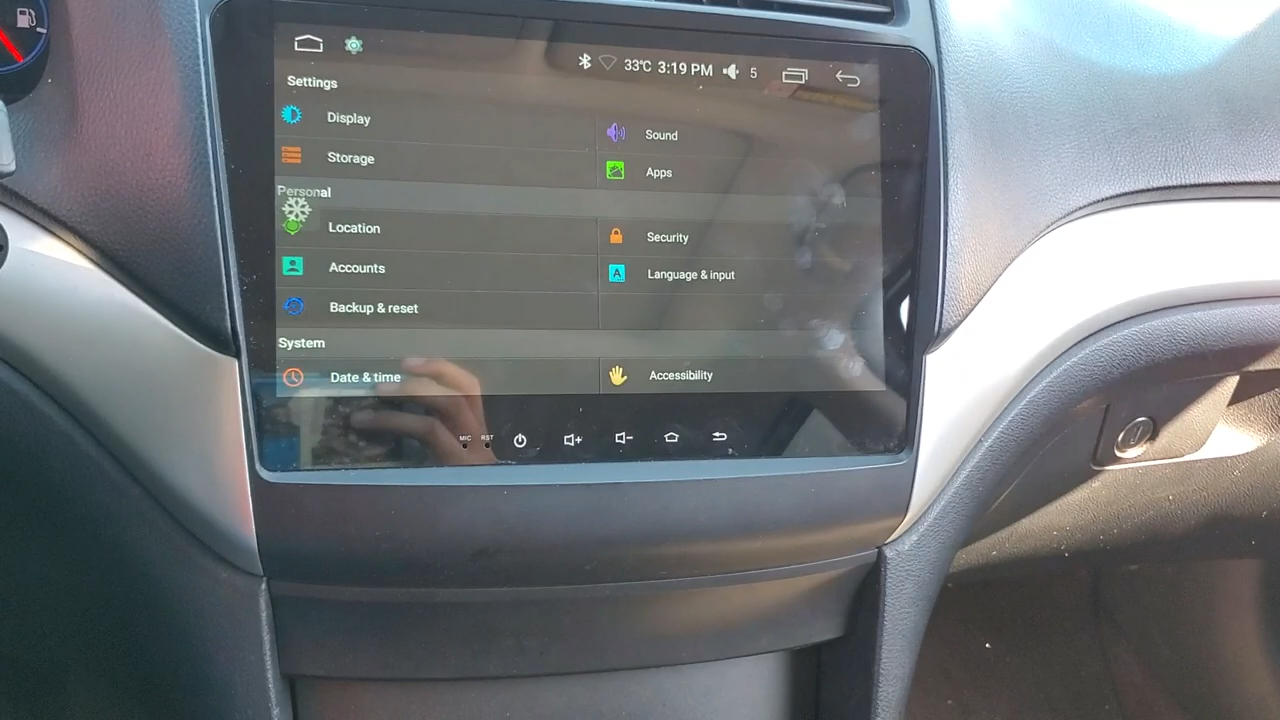 33°C 3:19 PM 5
Settings
Display
Sound
Storage
Apps
Personal
Location
Security
Accounts
Language & input
Backup & reset
System
Date & time
Accessibility
MIC RST